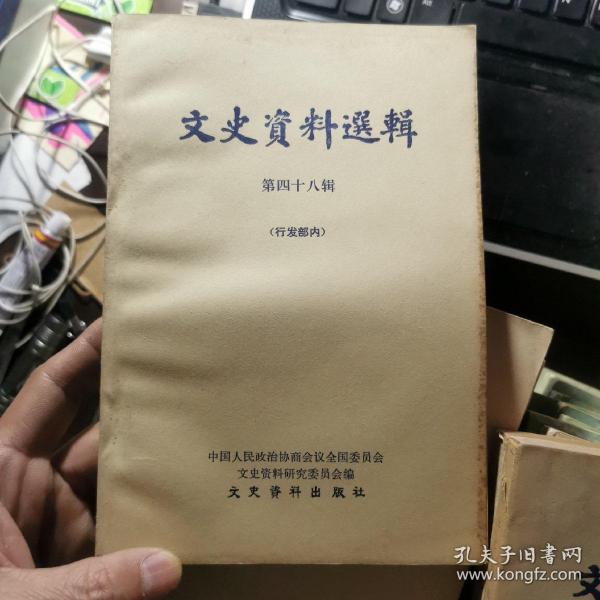 文史資料選輯
第四十八辑
（行发部内）
中国人民政治协商会议全国委员会
文史资料研究委员会编
文史资料出版社
孔夫子旧书网
www.kongfz.com
文